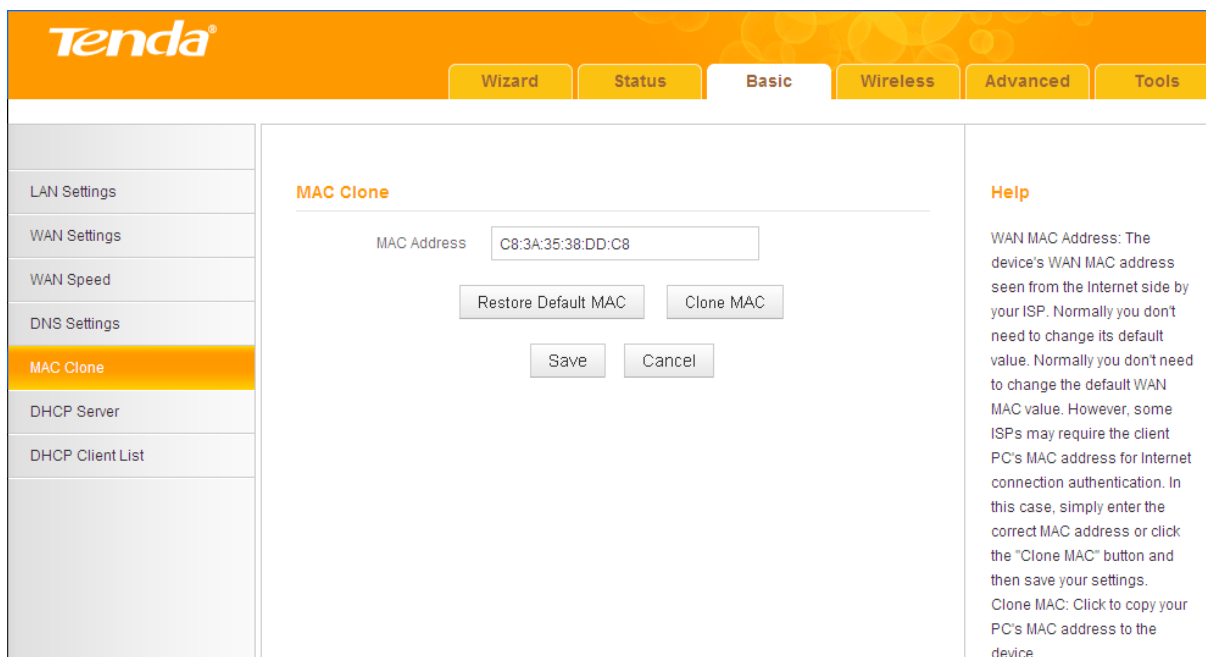 Tenda®
Wizard
Status
Basic
Wireless
Advanced
Tools
LAN Settings
WAN Settings
WAN Speed
DNS Settings
MAC Clone
DHCP Server
DHCP Client List
MAC Clone
MAC Address
C8:3A:35:38:DD:C8
Restore Default MAC
Clone MAC
Save
Cancel
Help
WAN MAC Address: The
device's WAN MAC address
seen from the Internet side by
your ISP. Normally you don't
need to change its default
value. Normally you don't need
to change the default WAN
MAC value. However, some
ISPs may require the client
PC's MAC address for Internet
connection authentication. In
this case, simply enter the
correct MAC address or click
the "Clone MAC" button and
then save your settings.
Clone MAC: Click to copy your
PC's MAC address to the
device